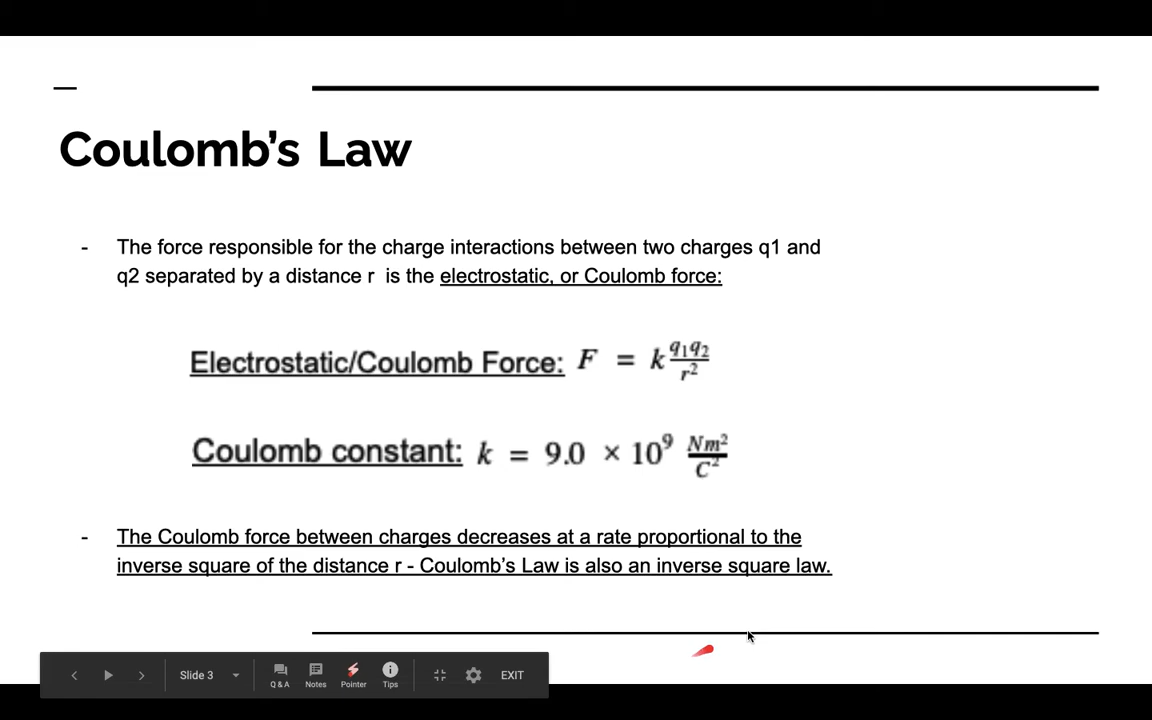 Coulomb's Law
- The force responsible for the charge interactions between two charges q1 and
q2 separated by a distance r is the electrostatic, or Coulomb force:
Electrostatic/Coulomb Force: F = k q₁q₂/r²
Coulomb constant: k = 9.0 × 10⁹ Nm²/C²
- The Coulomb force between charges decreases at a rate proportional to the
inverse square of the distance r - Coulomb's Law is also an inverse square law.
Slide 3
Q & A Notes Pointer Tips
EXIT